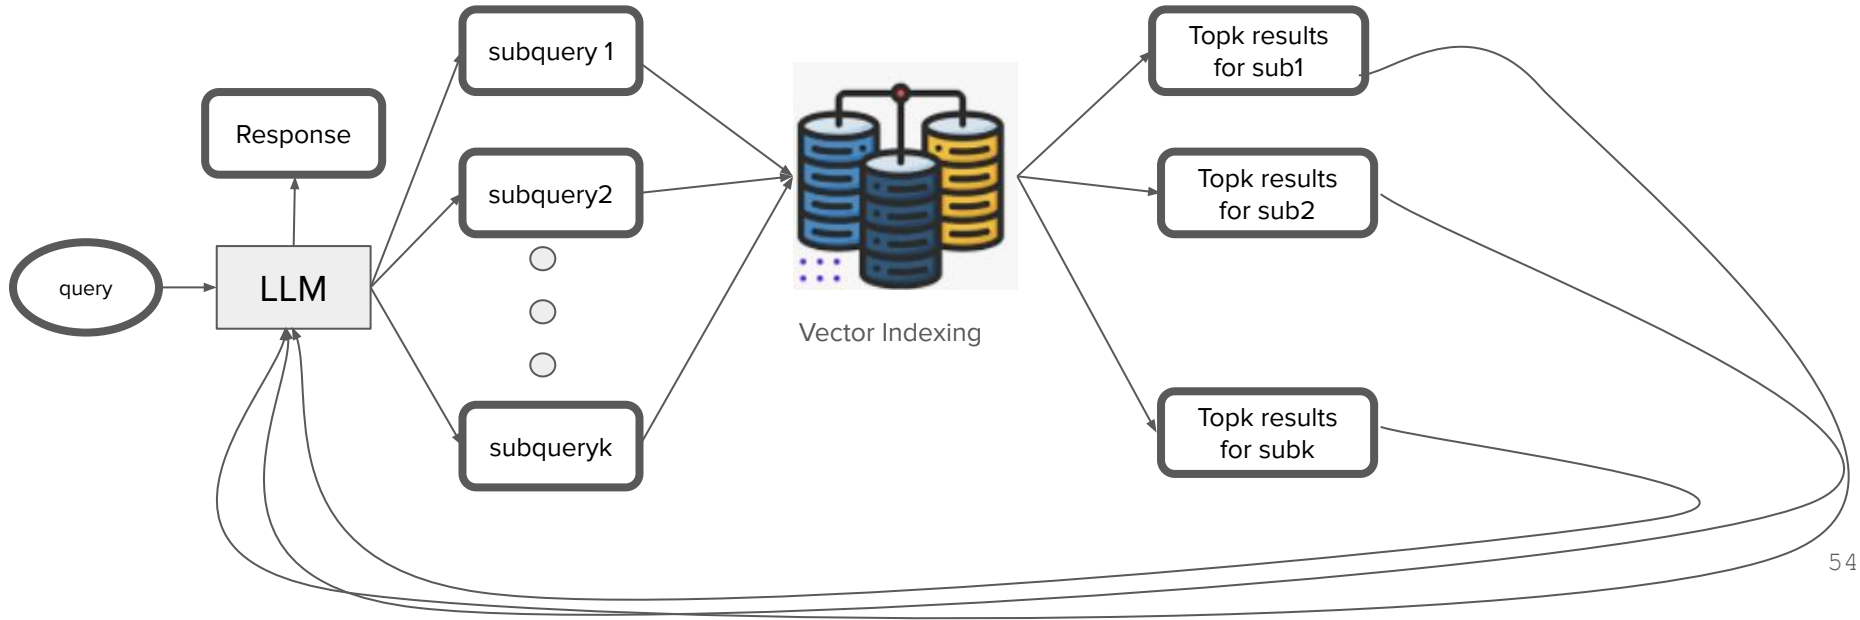 subquery 1
Topk results
for sub1
Response
subquery2
Topk results
for sub2
query
LLM
Vector Indexing
subqueryk
Topk results
for subk
54